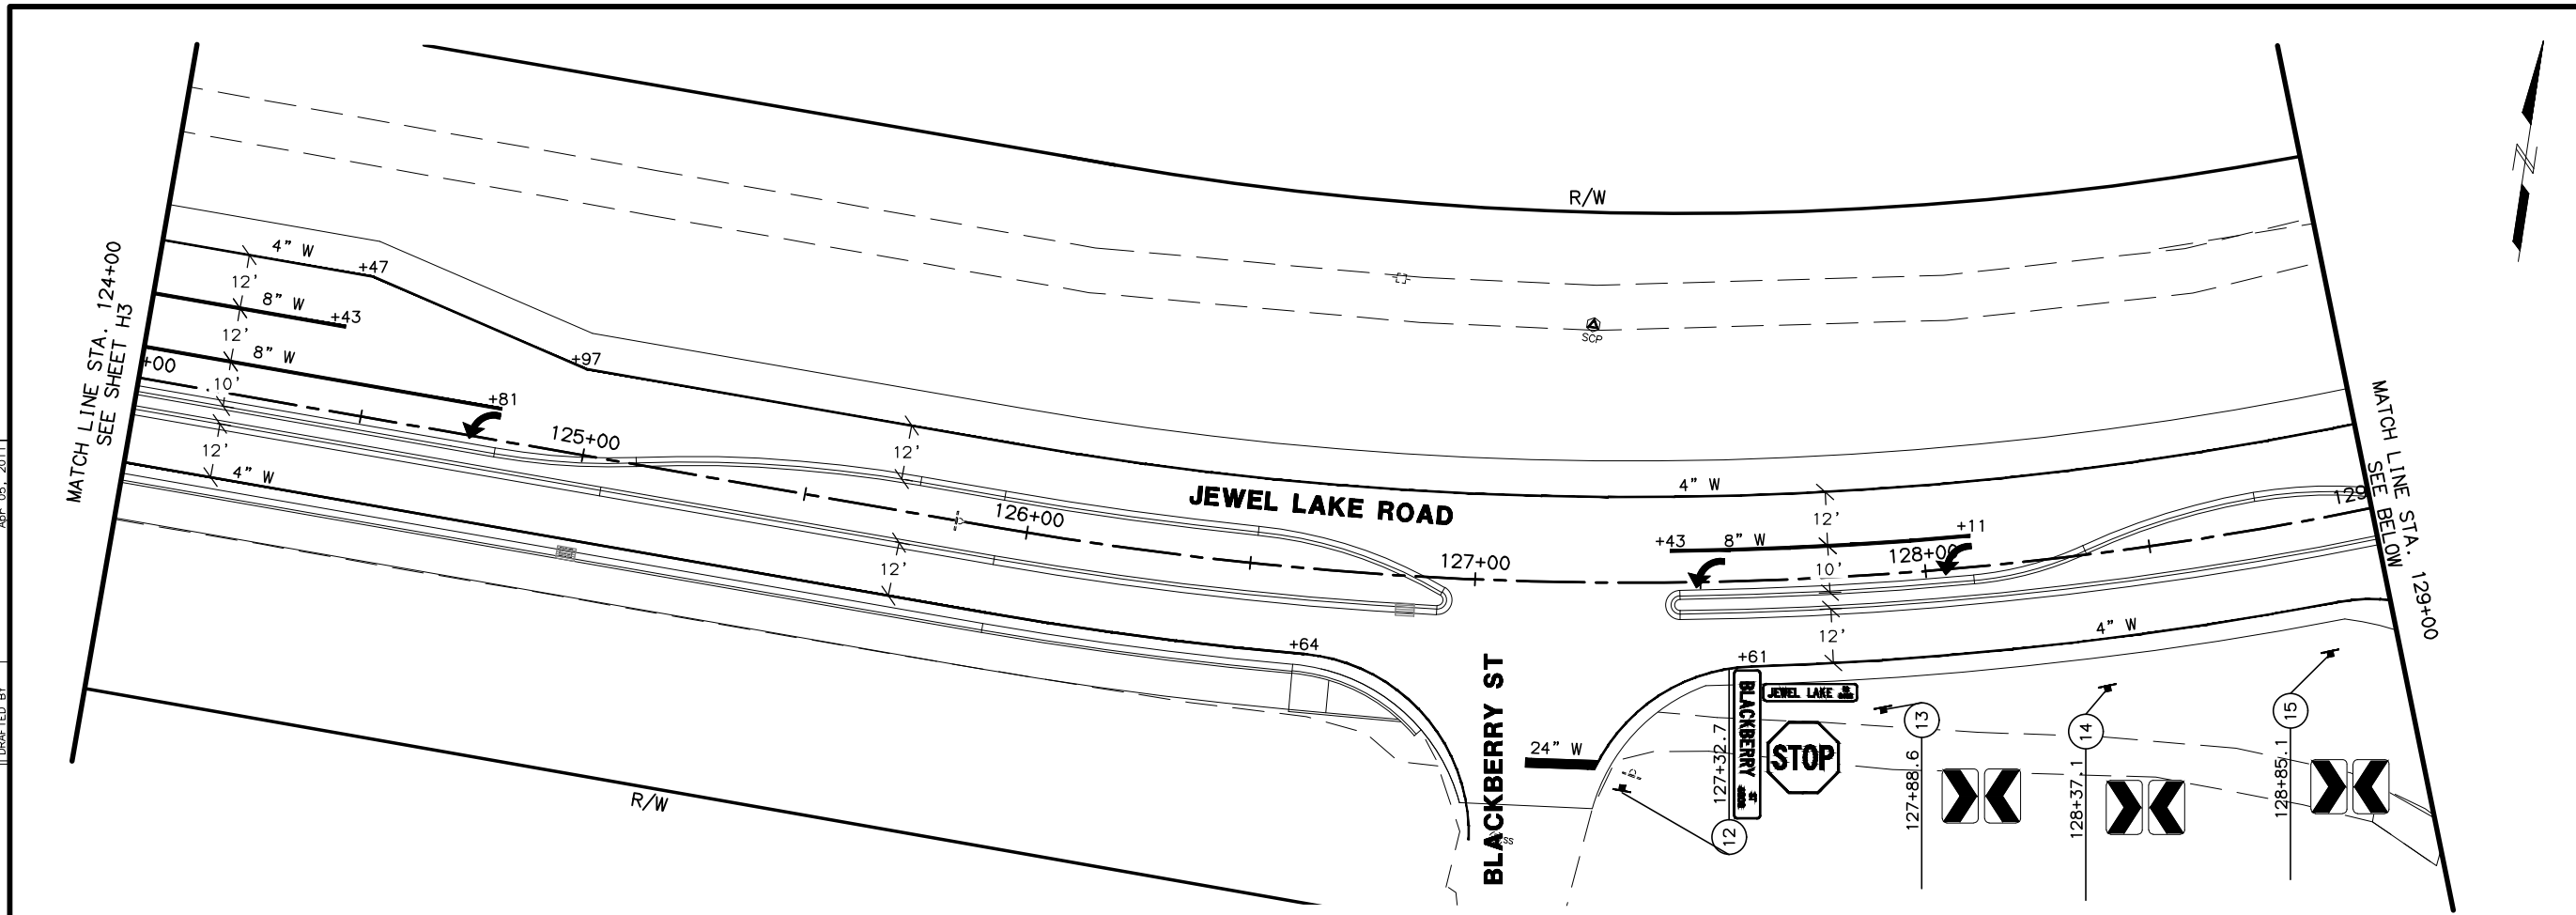 MATCH LINE STA. 124+00
SEE SHEET H3
4" W
+47
12'
8" W
+43
12'
8" W
+00
10'
+81
+97
12'
4" W
125+00
12'
126+00
12'
JEWEL LAKE ROAD
R/W
SCP
127+00
4" W
12'
+43
8" W
+11
128+00
10'
12'
129
MATCH LINE STA. 129+00
SEE BELOW
4" W
+64
+61
BLACKBERRY ST
24" W
R/W
127+32.7
BLACKBERRY ST
JEWEL LAKE
STOP
12
127+88.6
13
128+37.1
14
128+85.1
15
SS
N
DRAFTED BY